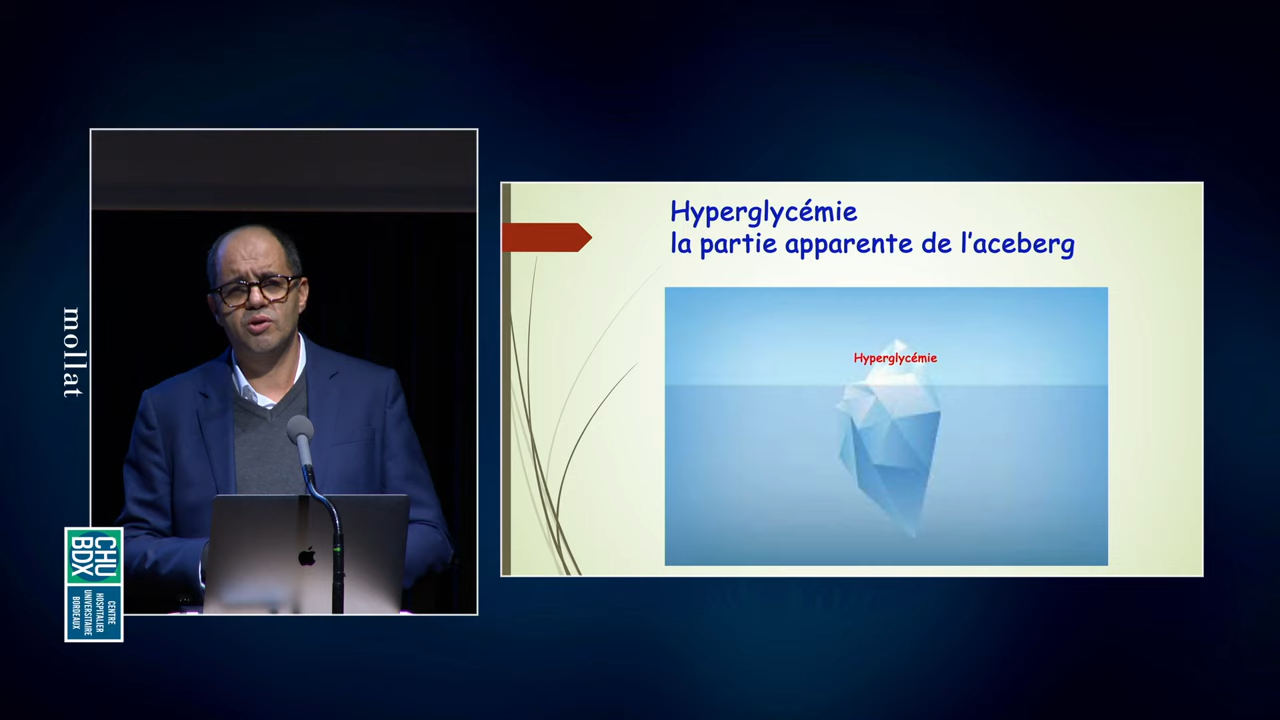 mollat
CHU
BDX
CENTRE
HOSPITALIER
UNIVERSITAIRE
BORDEAUX
Hyperglycémie
la partie apparente de l'aceberg
Hyperglycémie